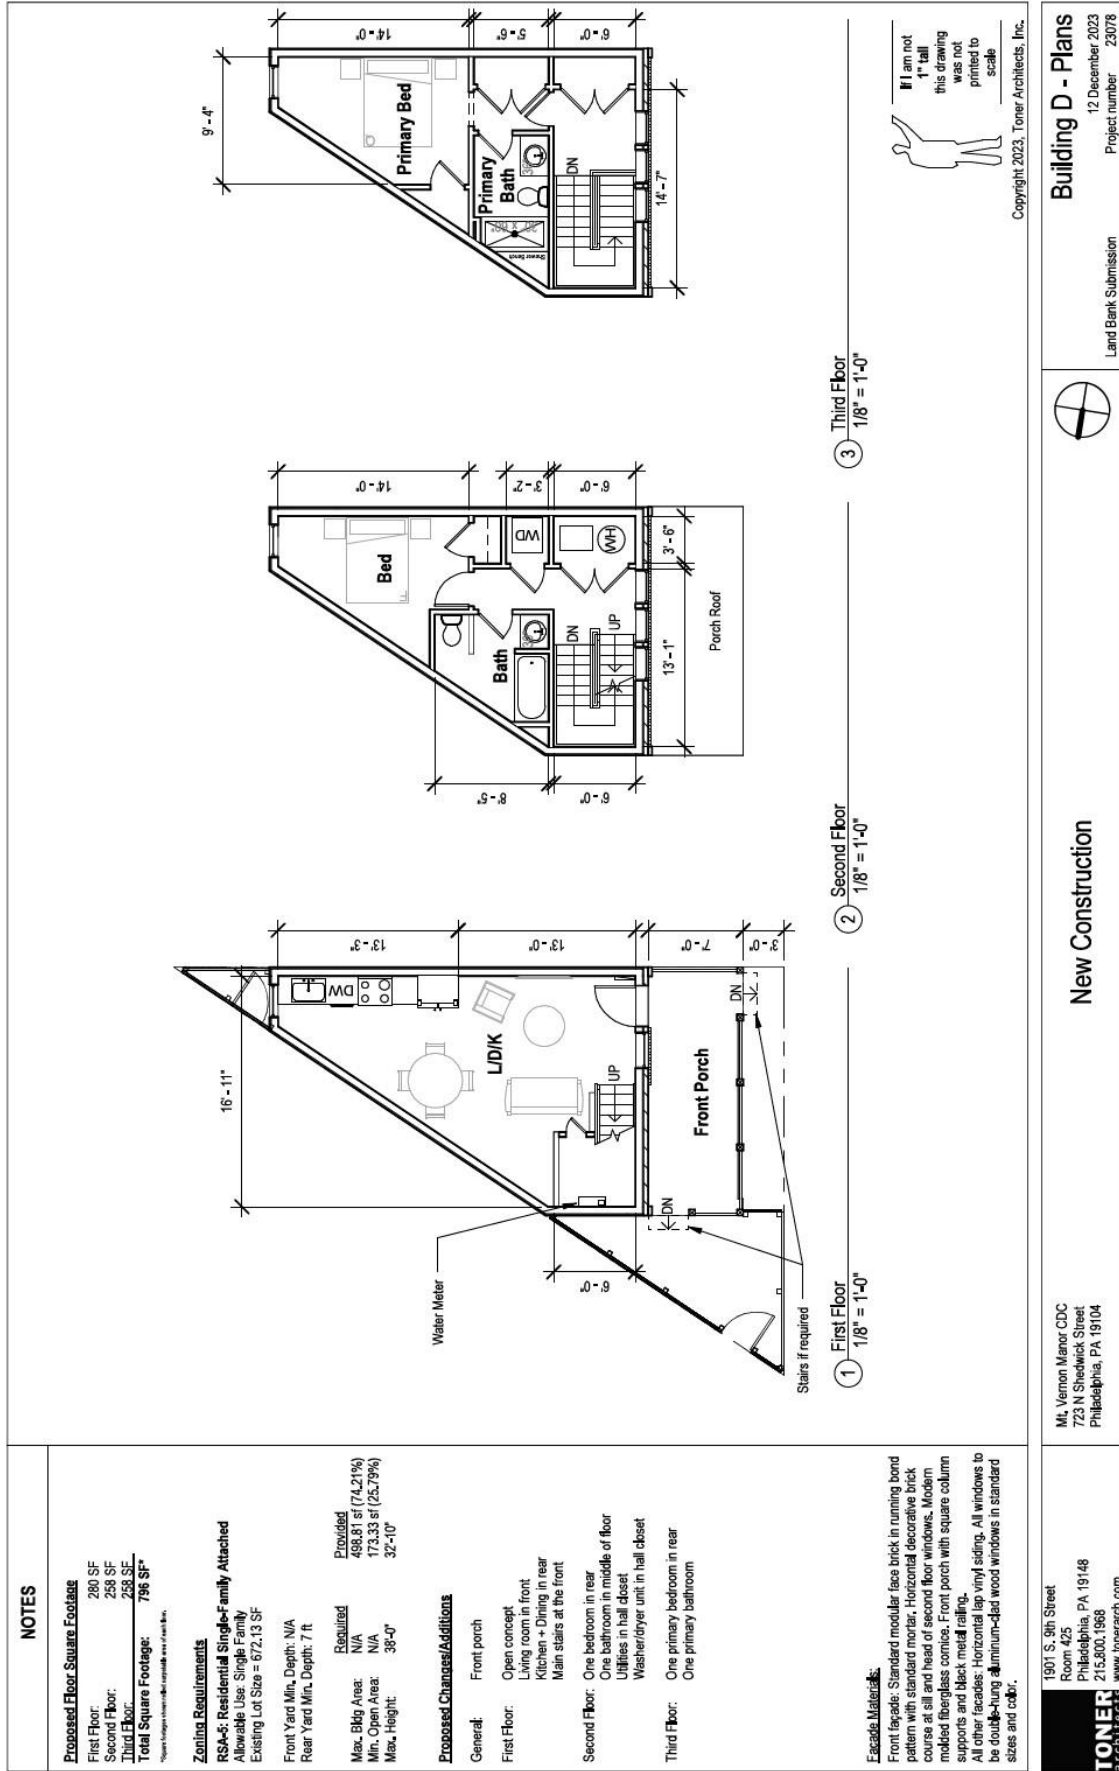 NOTES
Proposed Floor Square Footage
First Floor: 280 SF
Second Floor: 258 SF
Third Floor: 258 SF
Total Square Footage: 796 SF*
Zoning Requirements
RSA-5: Residential Single-Family Attached
Allowable Use: Single Family
Existing Lot Size = 672.13 SF
Front Yard Min. Depth: N/A
Rear Yard Min. Depth: 7 ft
Required Provided
Max. Bldg Area: N/A 498.81 sf (74.21%)
Min. Open Area: N/A 173.33 sf (25.79%)
Max. Height: 38'-0" 32'-10"
Proposed Changes/Additions
General: Front porch
First Floor: Open concept
Living room in front
Kitchen + Dining in rear
Main stairs at the front
Second Floor: One bedroom in rear
One bathroom in middle of floor
Utilities in hall closet
Washer/dryer unit in hall closet
Third Floor: One primary bedroom in rear
One primary bathroom
Facade Materials:
Front façade: Standard modular face brick in running bond
pattern with standard mortar. Horizontal decorative brick
course at sill and head of second floor windows. Modern
molded fiberglass cornice. Front porch with square column
supports and black metal railing.
All other facades: Horizontal lap vinyl siding. All windows to
be double-hung aluminum-clad wood windows in standard
sizes and color.
16' - 11"
13' - 3"
13' - 0"
7' - 0"
3' - 0"
6' - 0"
DW
L/D/K
UP
Front Porch
DN
DN
Water Meter
Stairs if required
1 First Floor
1/8" = 1'-0"
14' - 0"
3' - 2"
6' - 0"
8' - 5"
6' - 0"
Bed
Bath
WD
WH
36"
DN
UP
13' - 1"
3' - 6"
Porch Roof
2 Second Floor
1/8" = 1'-0"
9' - 4"
14' - 0"
5' - 6"
6' - 0"
Primary Bed
Primary
Bath
Shower Bench
DN
14' - 7"
3 Third Floor
1/8" = 1'-0"
If I am not
1" tall
this drawing
was not
printed to
scale
Copyright 2023, Toner Architects, Inc.
TONER
1901 S. 9th Street
Room 425
Philadelphia, PA 19148
215.800.1968
www.tonerarch.com
Mt. Vernon Manor CDC
723 N Shedwick Street
Philadelphia, PA 19104
New Construction
Land Bank Submission
Building D - Plans
12 December 2023
Project number 23078